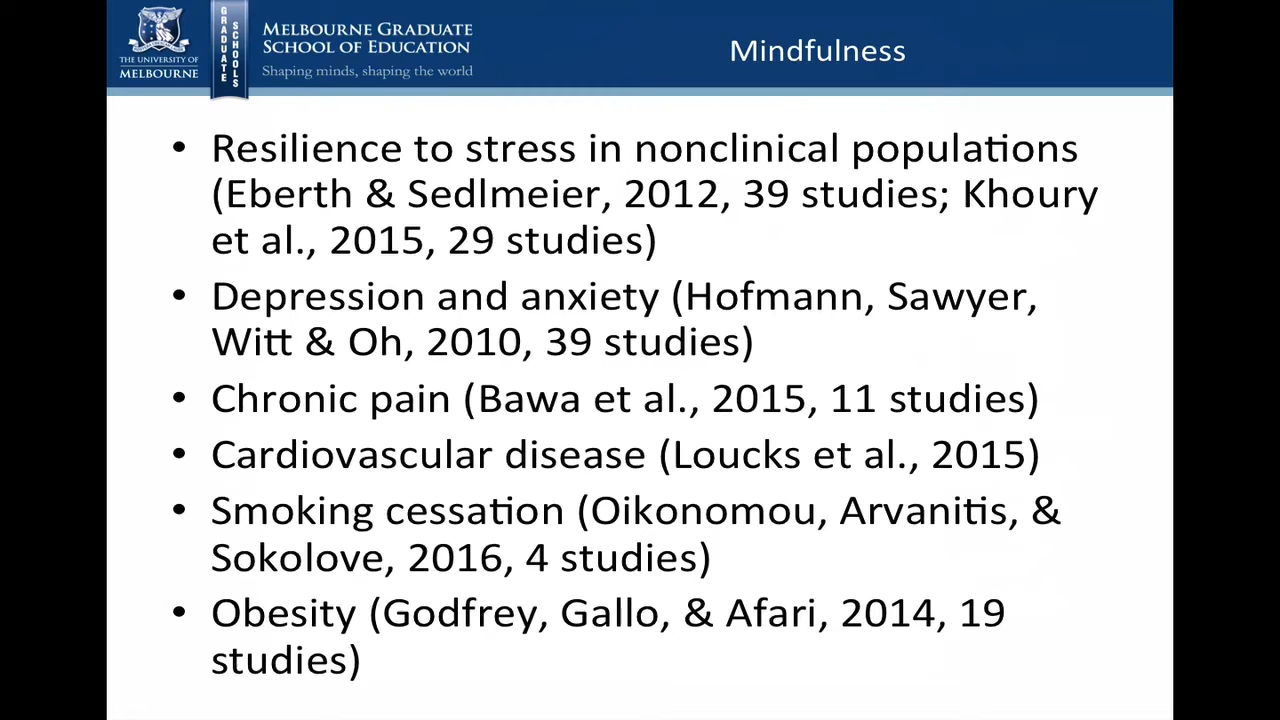 THE UNIVERSITY OF
MELBOURNE
GRADUATE
SCHOOLS
MELBOURNE GRADUATE
SCHOOL OF EDUCATION
Shaping minds, shaping the world
Mindfulness
• Resilience to stress in nonclinical populations
(Eberth & Sedlmeier, 2012, 39 studies; Khoury
et al., 2015, 29 studies)
• Depression and anxiety (Hofmann, Sawyer,
Witt & Oh, 2010, 39 studies)
• Chronic pain (Bawa et al., 2015, 11 studies)
• Cardiovascular disease (Loucks et al., 2015)
• Smoking cessation (Oikonomou, Arvanitis, &
Sokolove, 2016, 4 studies)
• Obesity (Godfrey, Gallo, & Afari, 2014, 19
studies)